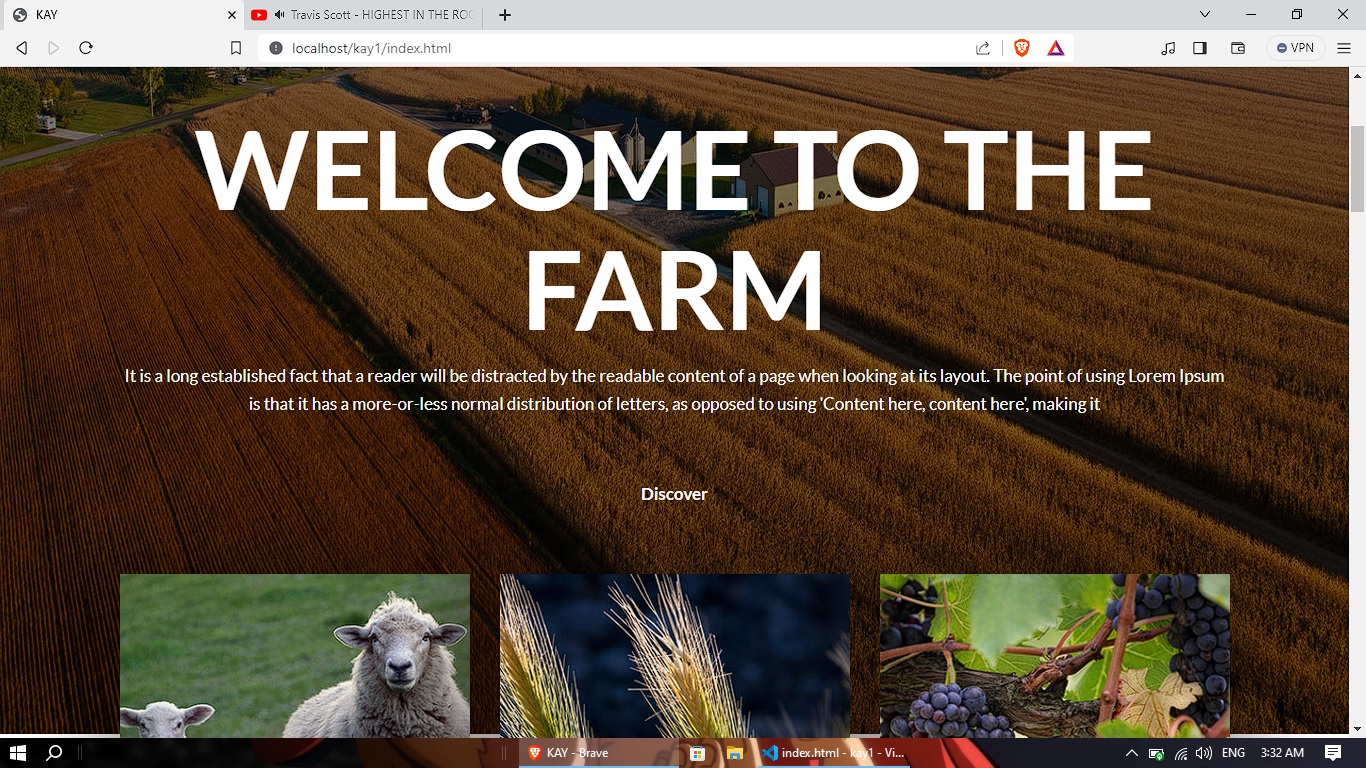 KAY
Travis Scott - HIGHEST IN THE ROO
localhost/kay1/index.html
VPN
WELCOME TO THE
FARM
It is a long established fact that a reader will be distracted by the readable content of a page when looking at its layout. The point of using Lorem Ipsum
is that it has a more-or-less normal distribution of letters, as opposed to using 'Content here, content here', making it
Discover
KAY - Brave
index.html - kay1 - Vi...
ENG
3:32 AM